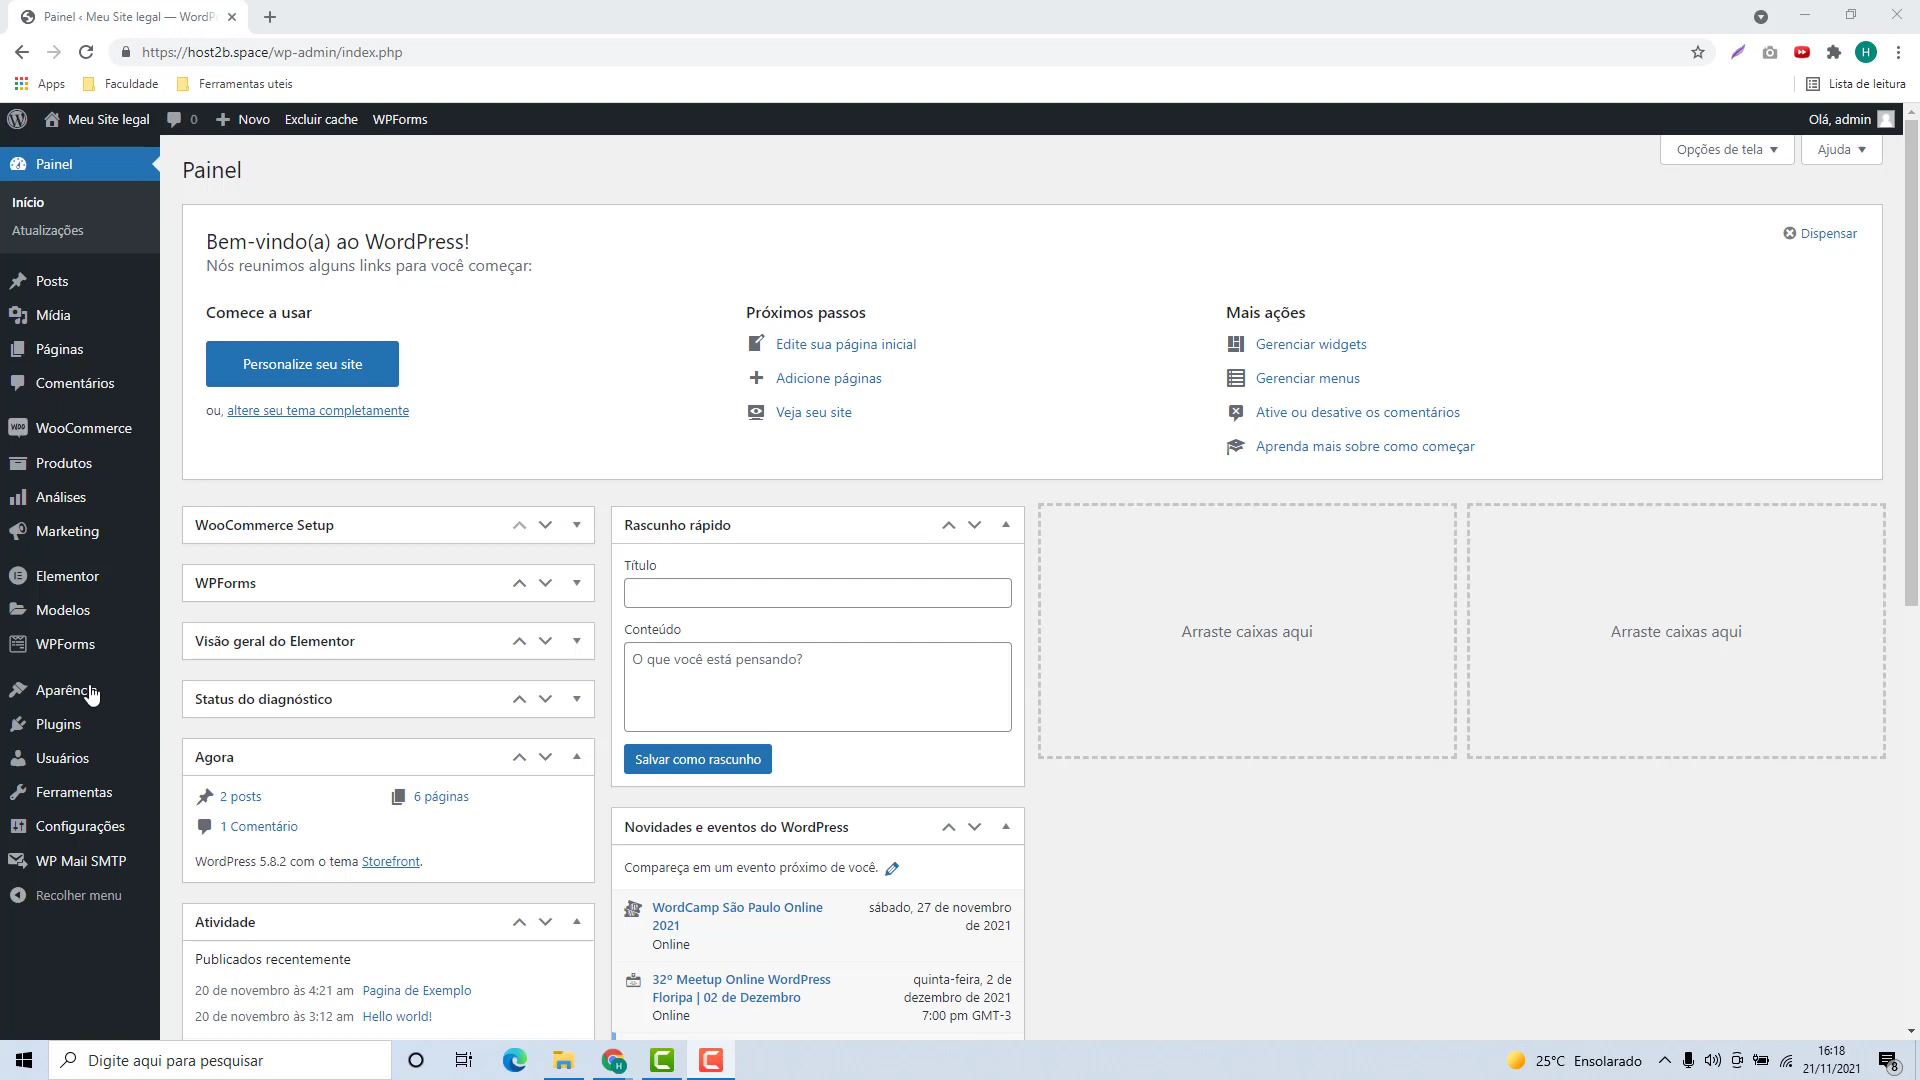 Painel ‹ Meu Site legal — WordP
https://host2b.space/wp-admin/index.php
H
Apps
Faculdade
Ferramentas uteis
Lista de leitura
Meu Site legal
0
Novo
Excluir cache
WPForms
Olá, admin
Painel
Início
Atualizações
Posts
Mídia
Páginas
Comentários
WooCommerce
Produtos
Análises
Marketing
Elementor
Modelos
WPForms
Aparência
Plugins
Usuários
Ferramentas
Configurações
WP Mail SMTP
Recolher menu
Opções de tela
Ajuda
Painel
Bem-vindo(a) ao WordPress!
Nós reunimos alguns links para você começar:
Dispensar
Comece a usar
Personalize seu site
ou, altere seu tema completamente
Próximos passos
Edite sua página inicial
Adicione páginas
Veja seu site
Mais ações
Gerenciar widgets
Gerenciar menus
Ative ou desative os comentários
Aprenda mais sobre como começar
WooCommerce Setup
WPForms
Visão geral do Elementor
Status do diagnóstico
Agora
2 posts
6 páginas
1 Comentário
WordPress 5.8.2 com o tema Storefront.
Atividade
Publicados recentemente
20 de novembro às 4:21 am Pagina de Exemplo
20 de novembro às 3:12 am Hello world!
Rascunho rápido
Título
Conteúdo
O que você está pensando?
Salvar como rascunho
Novidades e eventos do WordPress
Compareça em um evento próximo de você.
WordCamp São Paulo Online
2021
Online
sábado, 27 de novembro
de 2021
32º Meetup Online WordPress
Floripa | 02 de Dezembro
Online
quinta-feira, 2 de
dezembro de 2021
7:00 pm GMT-3
Arraste caixas aqui
Arraste caixas aqui
Digite aqui para pesquisar
25°C Ensolarado
16:18
21/11/2021
8